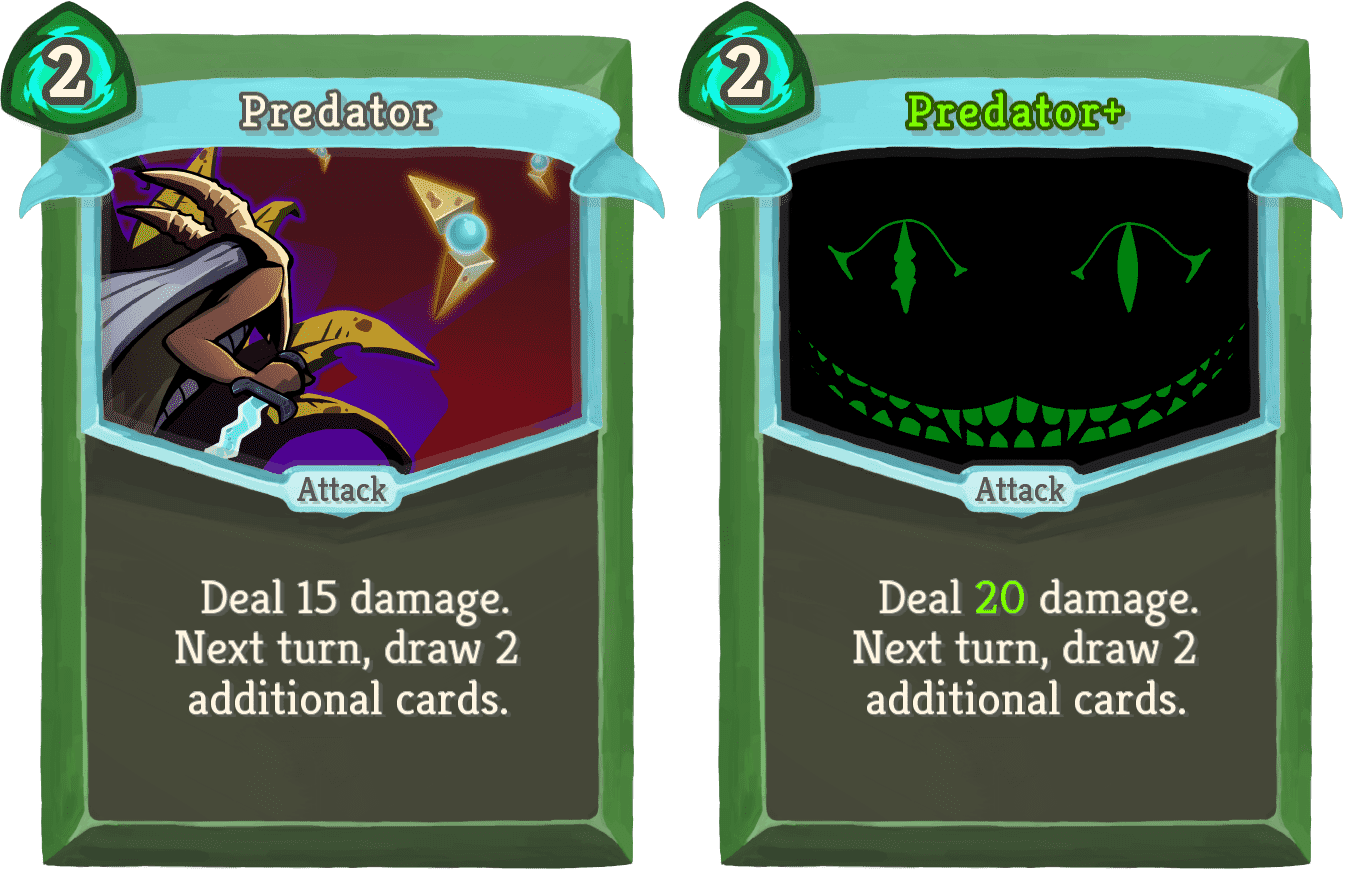 2
Predator
Attack
Deal 15 damage.
Next turn, draw 2
additional cards.
2
Predator+
Attack
Deal 20 damage.
Next turn, draw 2
additional cards.